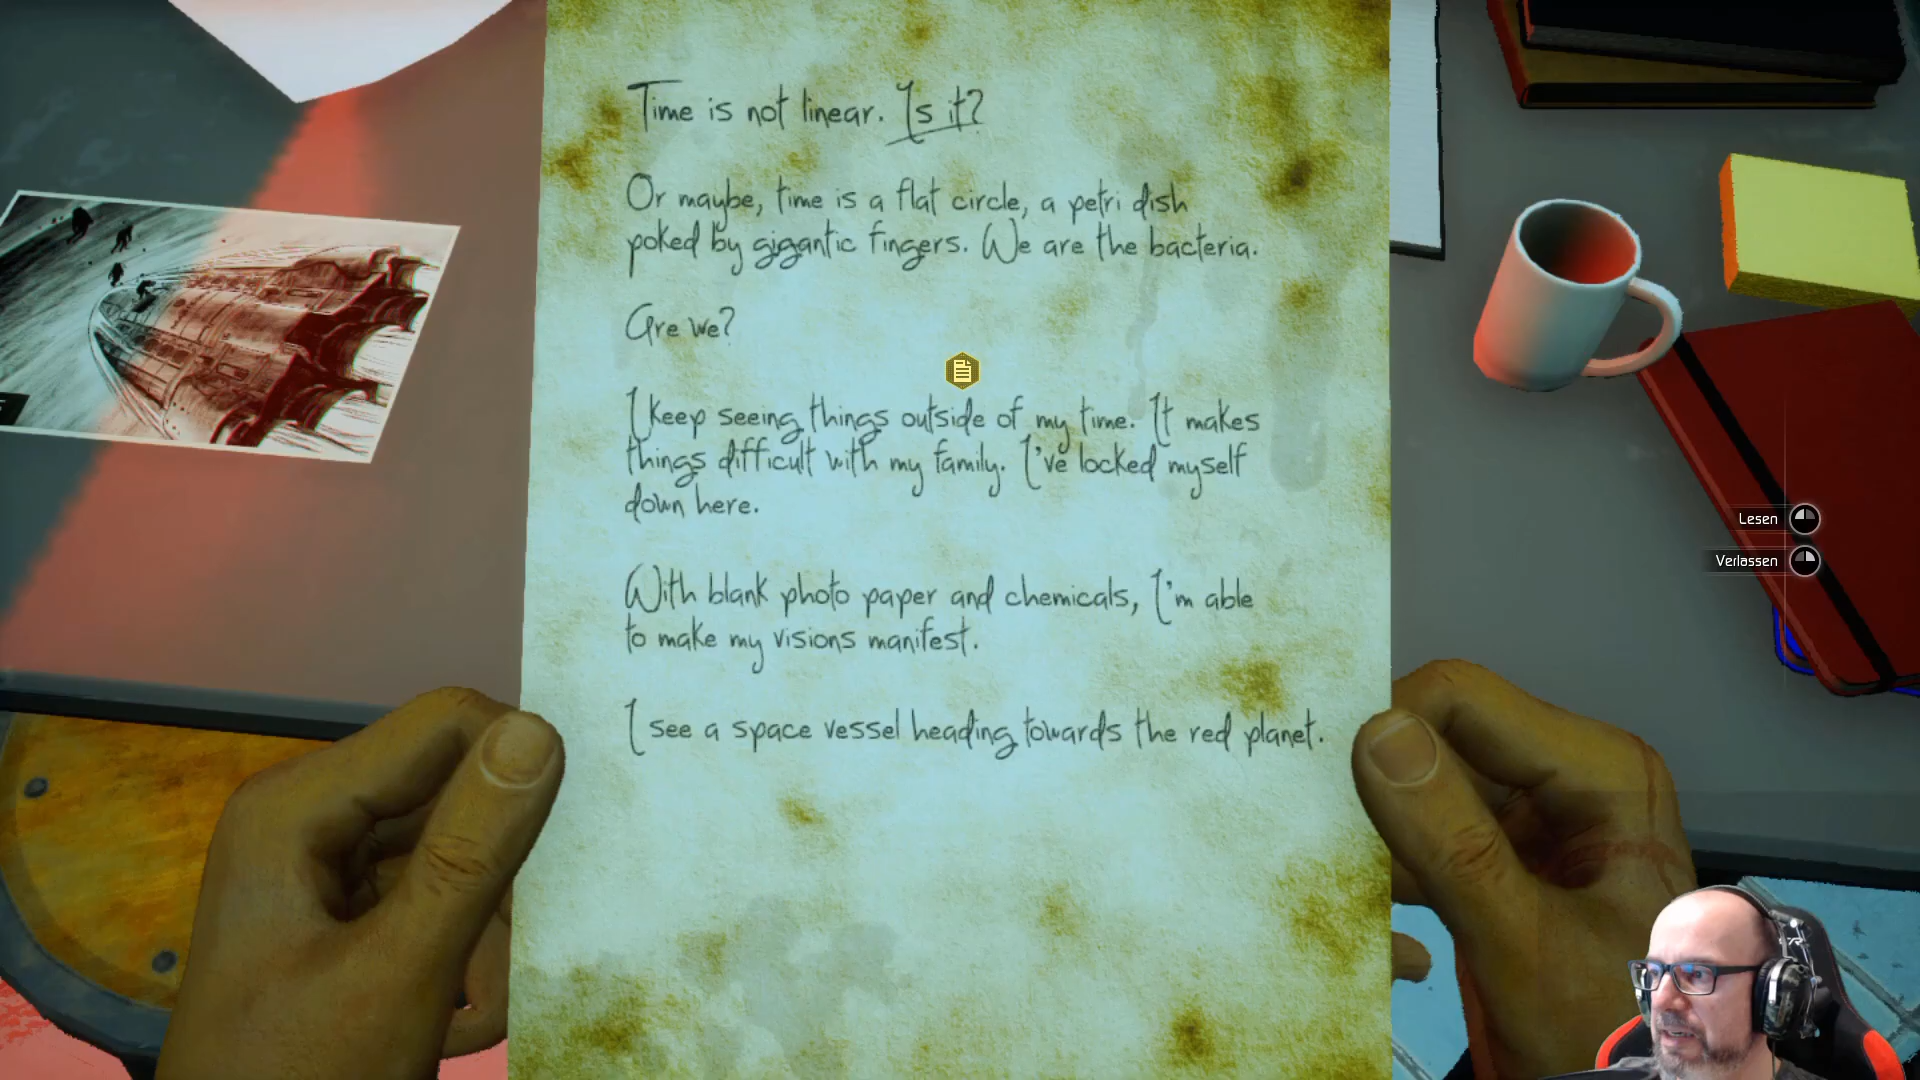 Time is not linear. Is it?
Or maybe, time is a flat circle, a petri dish
poked by gigantic fingers. We are the bacteria.
Are we?
I keep seeing things outside of my time. It makes
things difficult with my family. I've locked myself
down here.
With blank photo paper and chemicals, I'm able
to make my visions manifest.
I see a space vessel heading towards the red planet.
Lesen
Verlassen